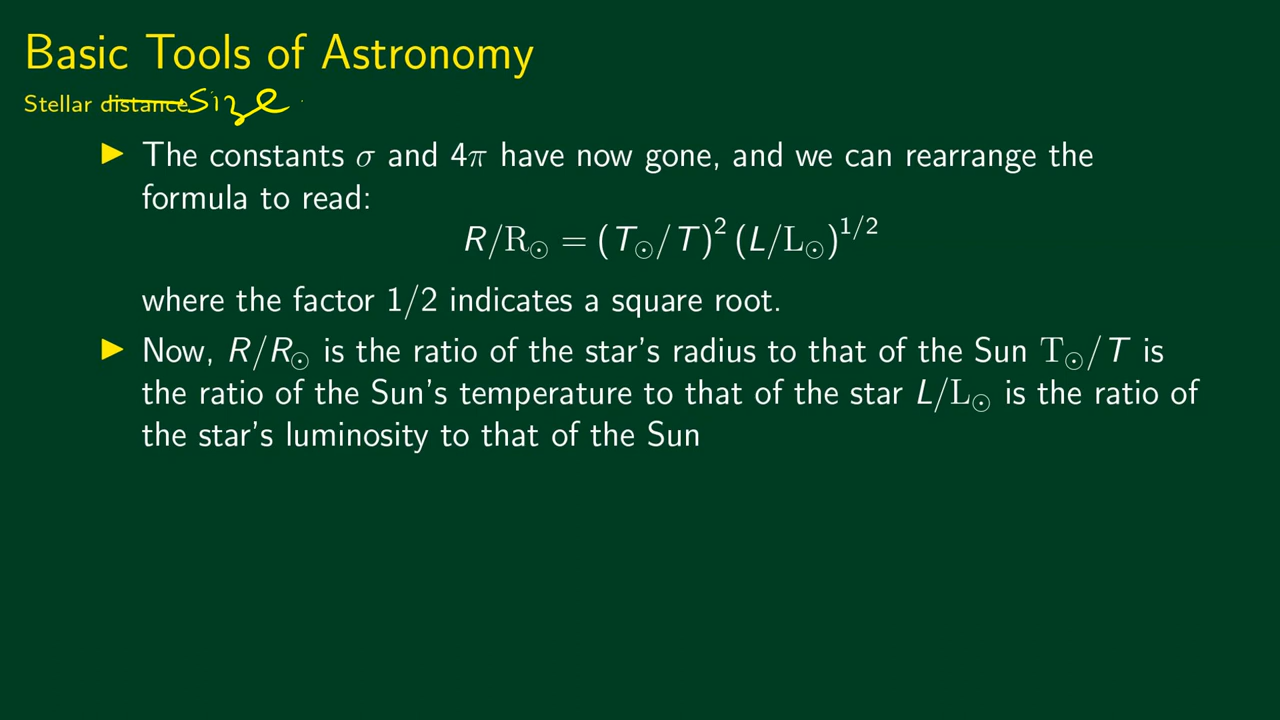 Basic Tools of Astronomy
Stellar distance size
▶ The constants σ and 4π have now gone, and we can rearrange the
formula to read:
R/R☉ = (T☉/T)² (L/L☉)^1/2
where the factor 1/2 indicates a square root.
▶ Now, R/R☉ is the ratio of the star's radius to that of the Sun T☉/T is
the ratio of the Sun's temperature to that of the star L/L☉ is the ratio of
the star's luminosity to that of the Sun